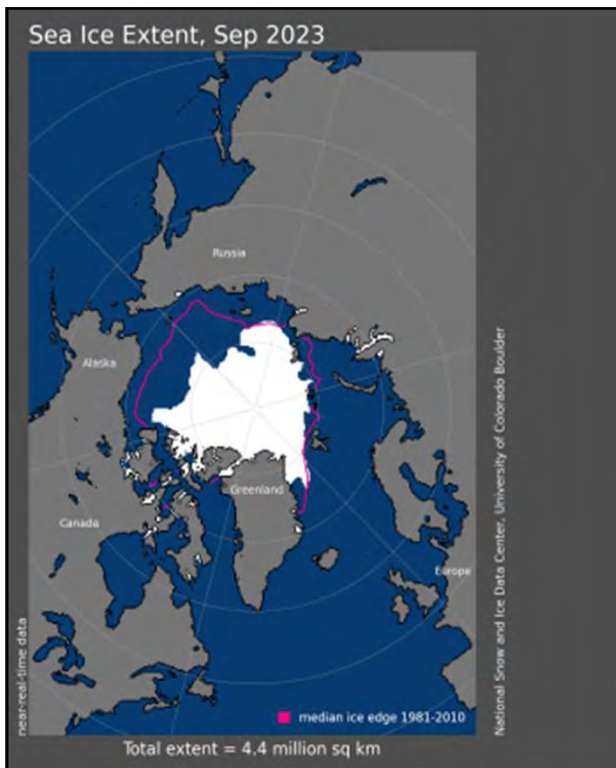 Sea Ice Extent, Sep 2023
Russia
Alaska
Greenland
Canada
Europe
near-real-time data
National Snow and Ice Data Center, University of Colorado Boulder
median ice edge 1981-2010
Total extent = 4.4 million sq km